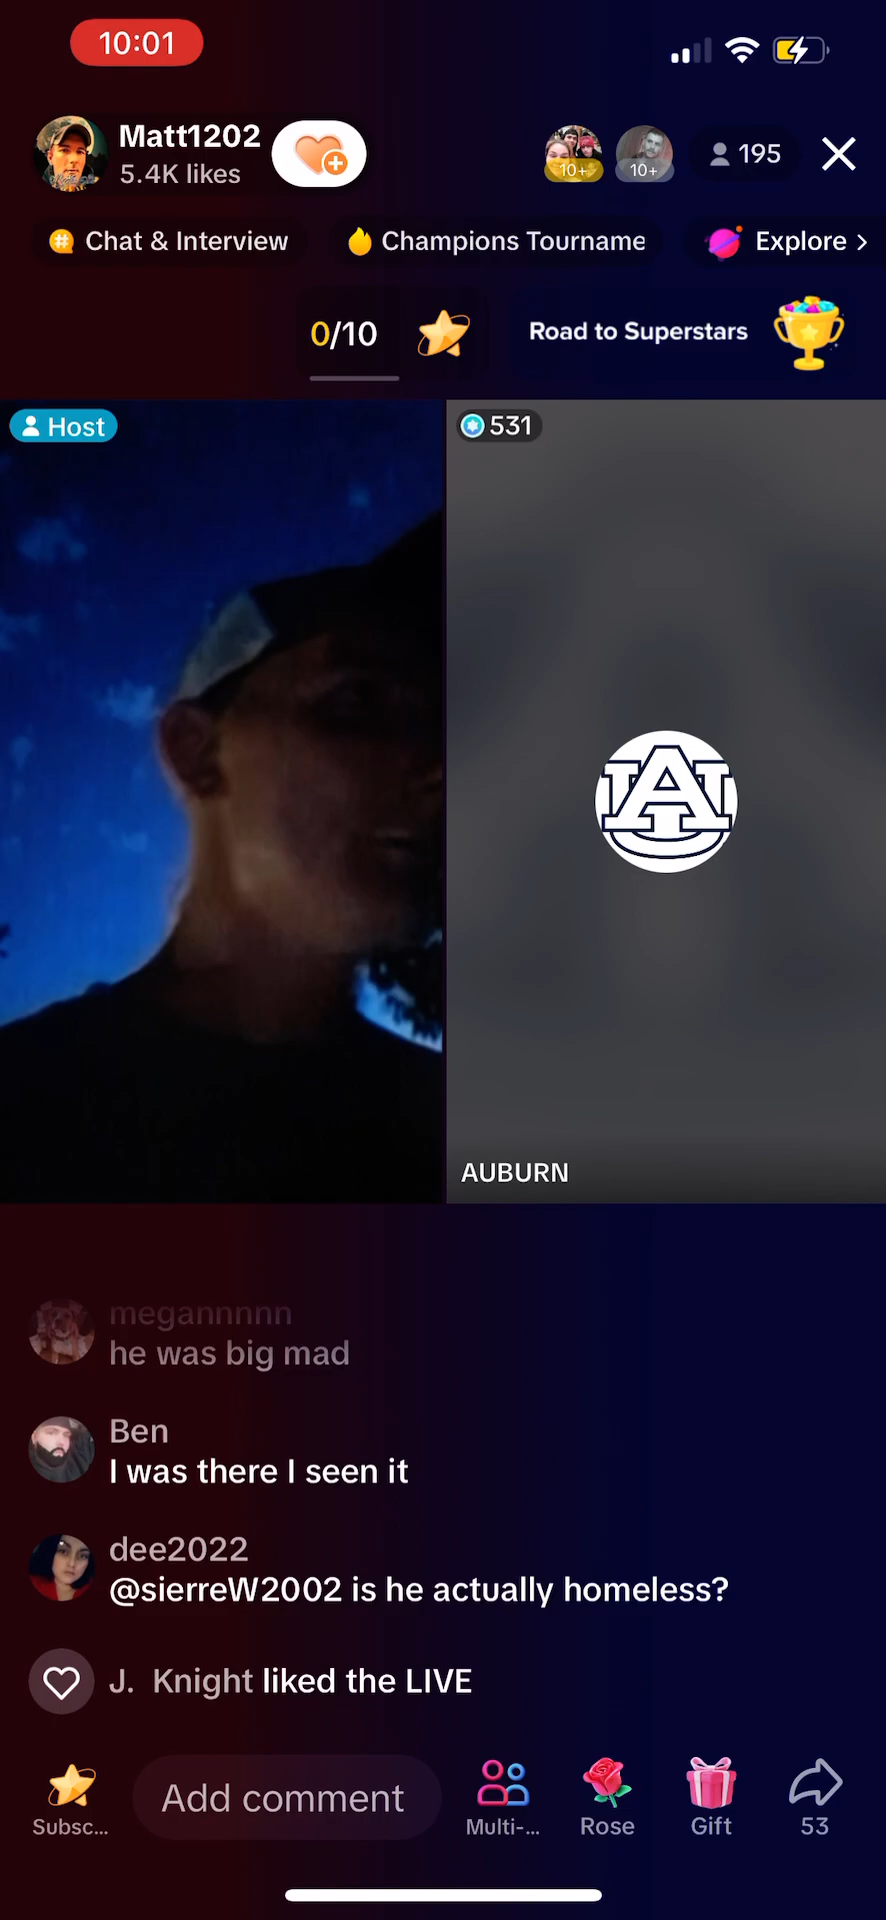 10:01
Matt1202
5.4K likes
10+
10+
195
Chat & Interview
Champions Tourname
Explore >
0/10
Road to Superstars
Host
531
AU
AUBURN
megannnnn
he was big mad
Ben
I was there I seen it
dee2022
@sierreW2002 is he actually homeless?
J. Knight liked the LIVE
Subsc...
Add comment
Multi-...
Rose
Gift
53